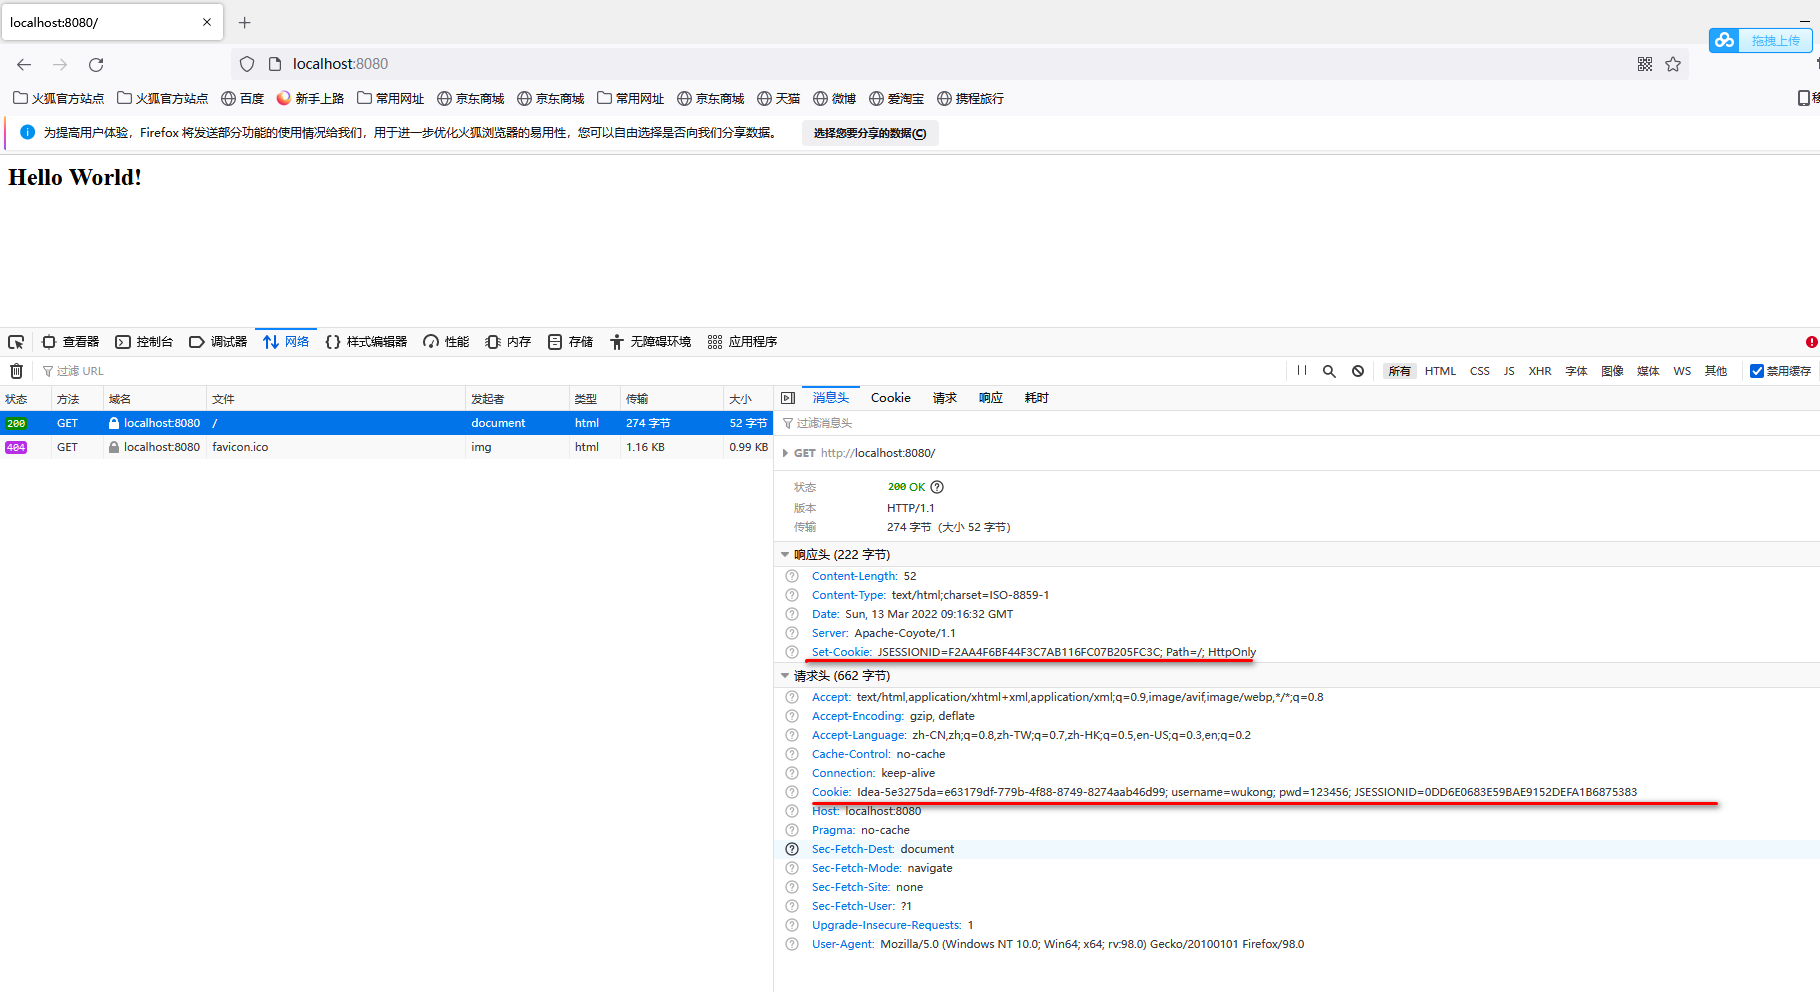 localhost:8080/
拖拽上传
localhost:8080
火狐官方站点 火狐官方站点 百度 新手上路 常用网址 京东商城 京东商城 常用网址 京东商城 天猫 微博 爱淘宝 携程旅行 移
为提高用户体验，Firefox 将发送部分功能的使用情况给我们，用于进一步优化火狐浏览器的易用性，您可以自由选择是否向我们分享数据。 选择您要分享的数据(C)
Hello World!
查看器 控制台 调试器 网络 样式编辑器 性能 内存 存储 无障碍环境 应用程序
过滤 URL 所有 HTML CSS JS XHR 字体 图像 媒体 WS 其他 禁用缓存
状态 方法 域名 文件 发起者 类型 传输 大小 消息头 Cookie 请求 响应 耗时
200 GET localhost:8080 / document html 274 字节 52 字节
404 GET localhost:8080 favicon.ico img html 1.16 KB 0.99 KB
过滤消息头
GET http://localhost:8080/
状态 200 OK
版本 HTTP/1.1
传输 274 字节 (大小 52 字节)
响应头 (222 字节)
Content-Length: 52
Content-Type: text/html;charset=ISO-8859-1
Date: Sun, 13 Mar 2022 09:16:32 GMT
Server: Apache-Coyote/1.1
Set-Cookie: JSESSIONID=F2AA4F6BF44F3C7AB116FC07B205FC3C; Path=/; HttpOnly
请求头 (662 字节)
Accept: text/html,application/xhtml+xml,application/xml;q=0.9,image/avif,image/webp,*/*;q=0.8
Accept-Encoding: gzip, deflate
Accept-Language: zh-CN,zh;q=0.8,zh-TW;q=0.7,zh-HK;q=0.5,en-US;q=0.3,en;q=0.2
Cache-Control: no-cache
Connection: keep-alive
Cookie: Idea-5e3275da=e63179df-779b-4f88-8749-8274aab46d99; username=wukong; pwd=123456; JSESSIONID=0DD6E0683E59BAE9152DEFA1B6875383
Host: localhost:8080
Pragma: no-cache
Sec-Fetch-Dest: document
Sec-Fetch-Mode: navigate
Sec-Fetch-Site: none
Sec-Fetch-User: ?1
Upgrade-Insecure-Requests: 1
User-Agent: Mozilla/5.0 (Windows NT 10.0; Win64; x64; rv:98.0) Gecko/20100101 Firefox/98.0